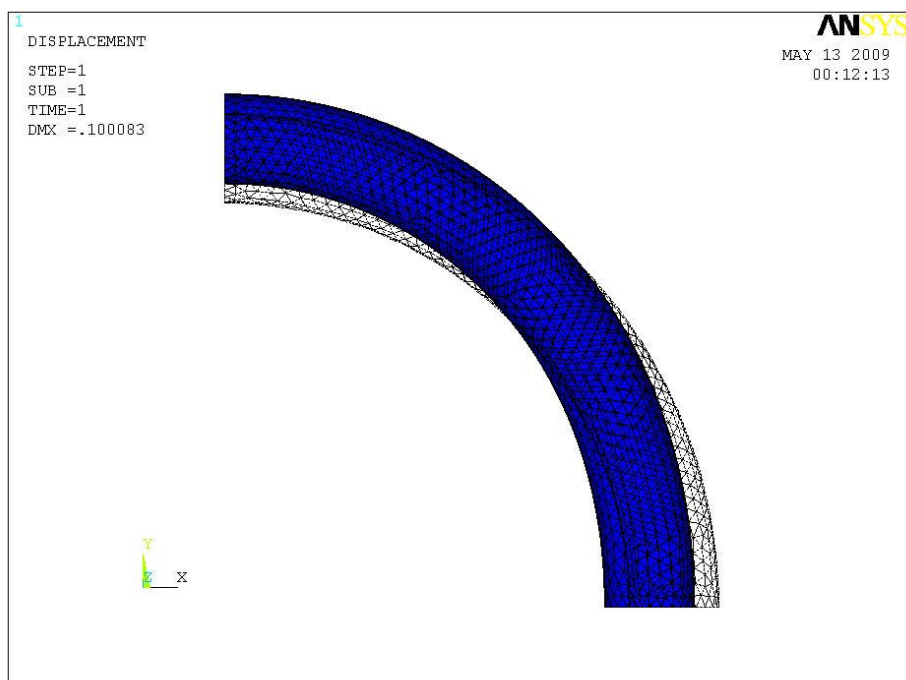 1
DISPLACEMENT
STEP=1
SUB =1
TIME=1
DMX =.100083
ANSYS
MAY 13 2009
00:12:13
Y
Z X